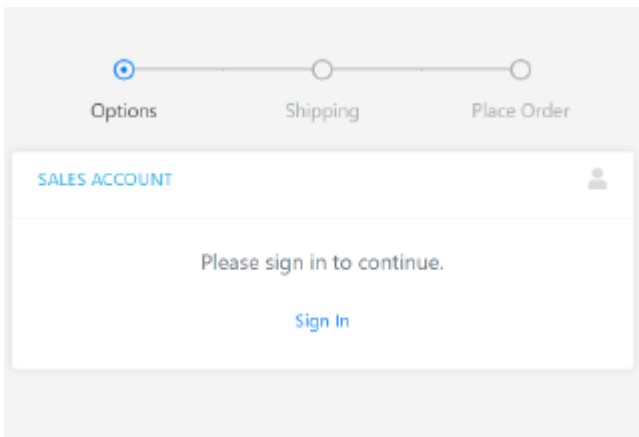 Options Shipping Place Order
SALES ACCOUNT
Please sign in to continue.
Sign In